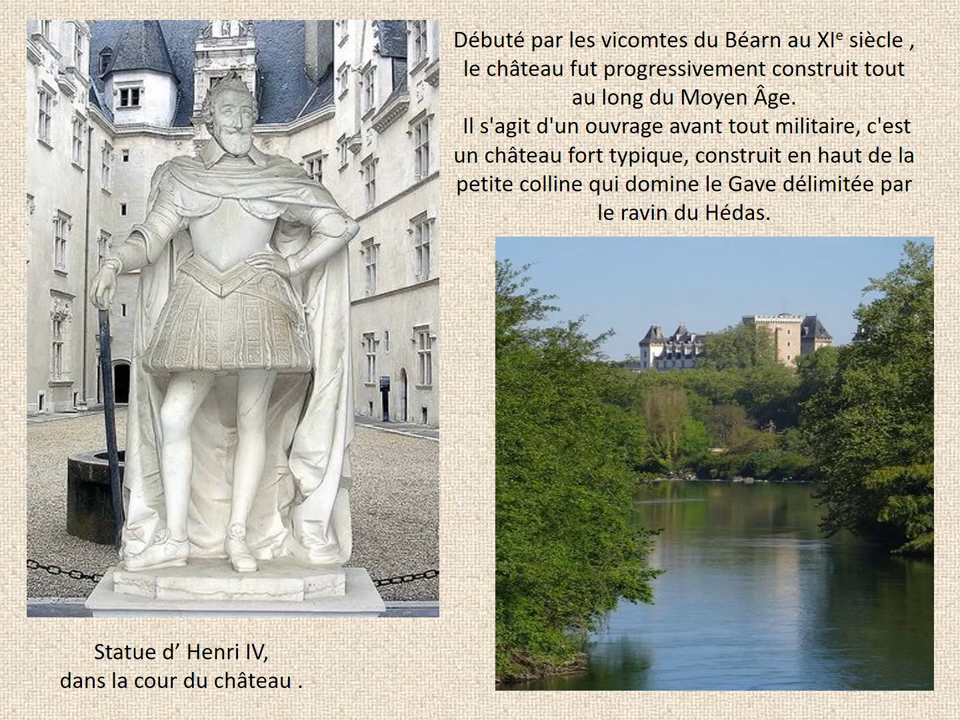 Débuté par les vicomtes du Béarn au XIe siècle ,
le château fut progressivement construit tout
au long du Moyen Âge.
Il s'agit d'un ouvrage avant tout militaire, c'est
un château fort typique, construit en haut de la
petite colline qui domine le Gave délimitée par
le ravin du Hédas.
Statue d’ Henri IV,
dans la cour du château .